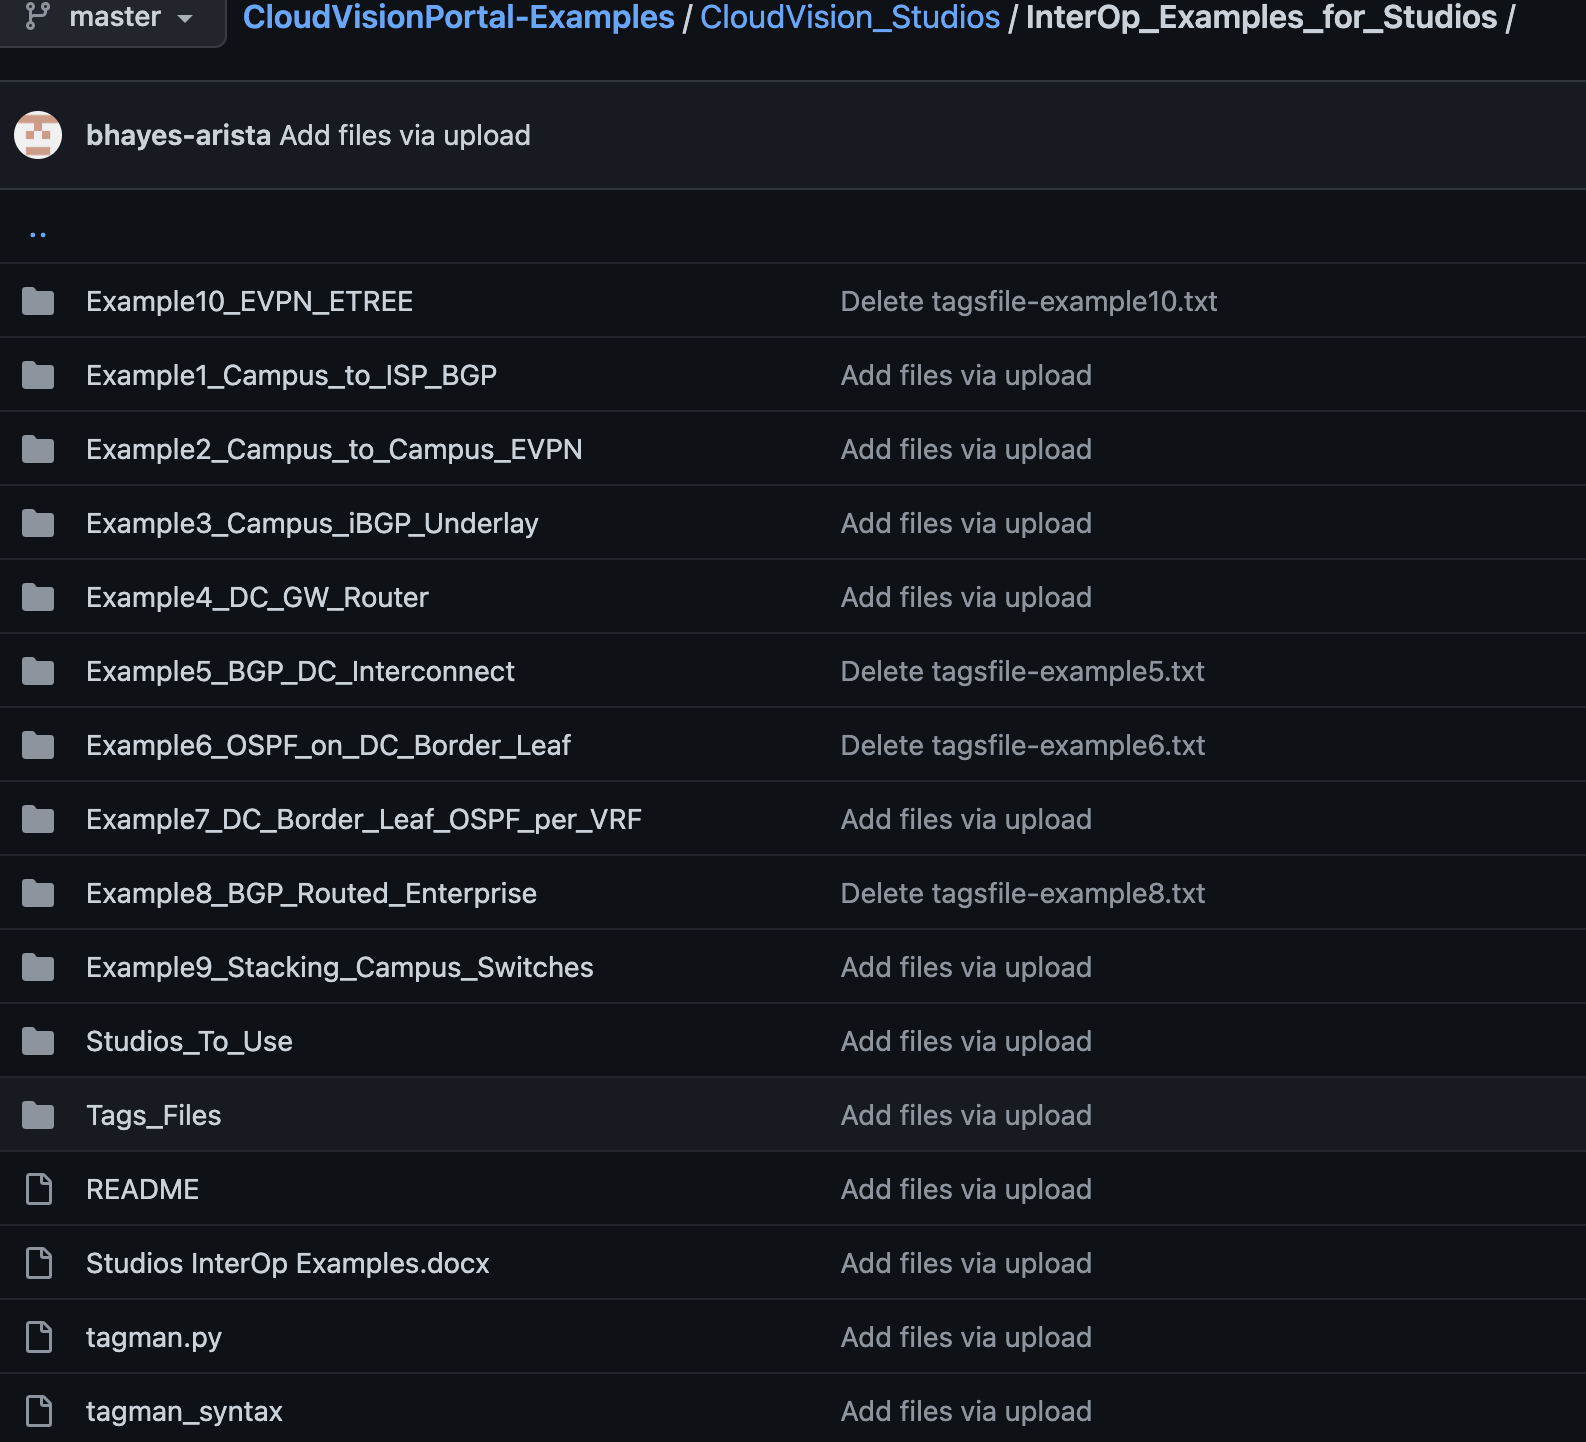 master CloudVisionPortal-Examples / CloudVision_Studios / InterOp_Examples_for_Studios /
bhayes-arista Add files via upload
..
Example10_EVPN_ETREE Delete tagsfile-example10.txt
Example1_Campus_to_ISP_BGP Add files via upload
Example2_Campus_to_Campus_EVPN Add files via upload
Example3_Campus_iBGP_Underlay Add files via upload
Example4_DC_GW_Router Add files via upload
Example5_BGP_DC_Interconnect Delete tagsfile-example5.txt
Example6_OSPF_on_DC_Border_Leaf Delete tagsfile-example6.txt
Example7_DC_Border_Leaf_OSPF_per_VRF Add files via upload
Example8_BGP_Routed_Enterprise Delete tagsfile-example8.txt
Example9_Stacking_Campus_Switches Add files via upload
Studios_To_Use Add files via upload
Tags_Files Add files via upload
README Add files via upload
Studios InterOp Examples.docx Add files via upload
tagman.py Add files via upload
tagman_syntax Add files via upload